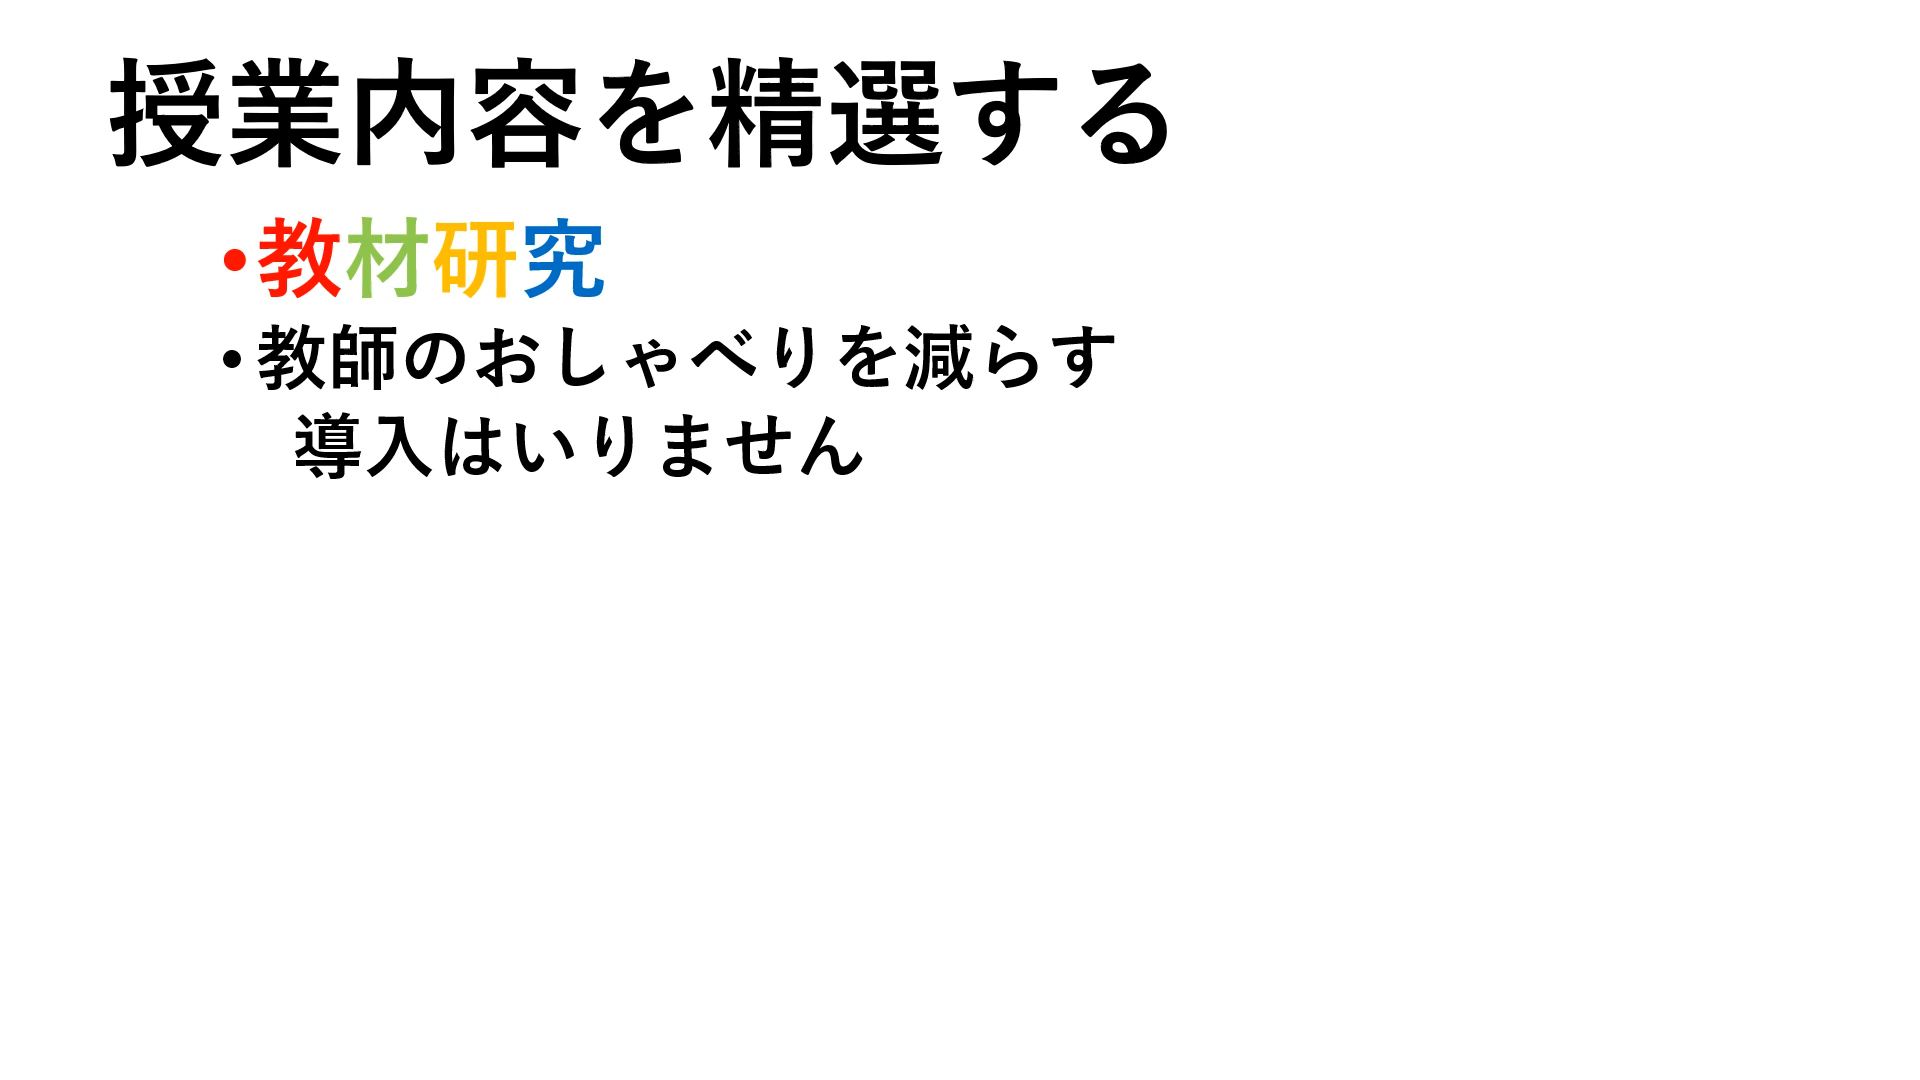 授業内容を精選する
•教材研究
•教師のおしゃべりを減らす
導入はいりません